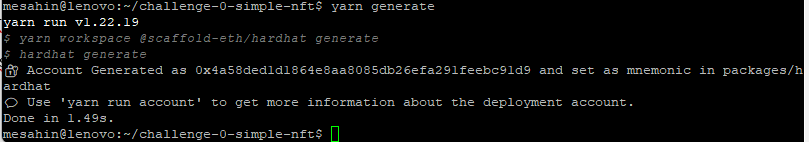 mesahin@lenovo:~/challenge-0-simple-nft$ yarn generate
yarn run v1.22.19
$ yarn workspace @scaffold-eth/hardhat generate
$ hardhat generate
🔐 Account Generated as 0x4a58ded1d1864e8aa8085db26efa291feebc91d9 and set as mnemonic in packages/h
ardhat
💬 Use 'yarn run account' to get more information about the deployment account.
Done in 1.49s.
mesahin@lenovo:~/challenge-0-simple-nft$